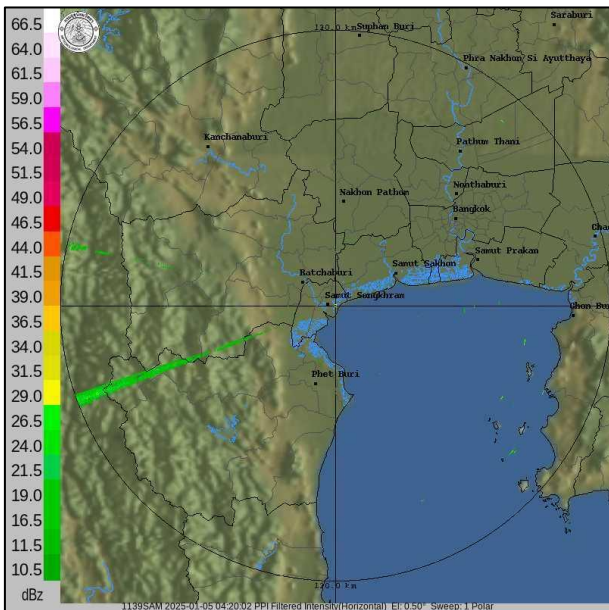 66.5
64.0
61.5
59.0
56.5
54.0
51.5
49.0
46.5
44.0
41.5
39.0
36.5
34.0
31.5
29.0
26.5
24.0
21.5
19.0
16.5
13.5
10.5
dBz
Saraburi
120.0 km
Suphan Buri
Phra Nakhon Si Ayutthaya
Kanchanaburi
Pathum Thani
Nakhon Pathom
Nonthaburi
Bangkok
Cha
Samut Prakan
Samut Sakhon
Ratchaburi
Samut Songkhram
Chon Bu
Phet Buri
120.0 km
1139SAM 2025-01-05 04:20:02 PPI Filtered Intensity(Horizontal) El: 0.50° Sweep: 1 Polar